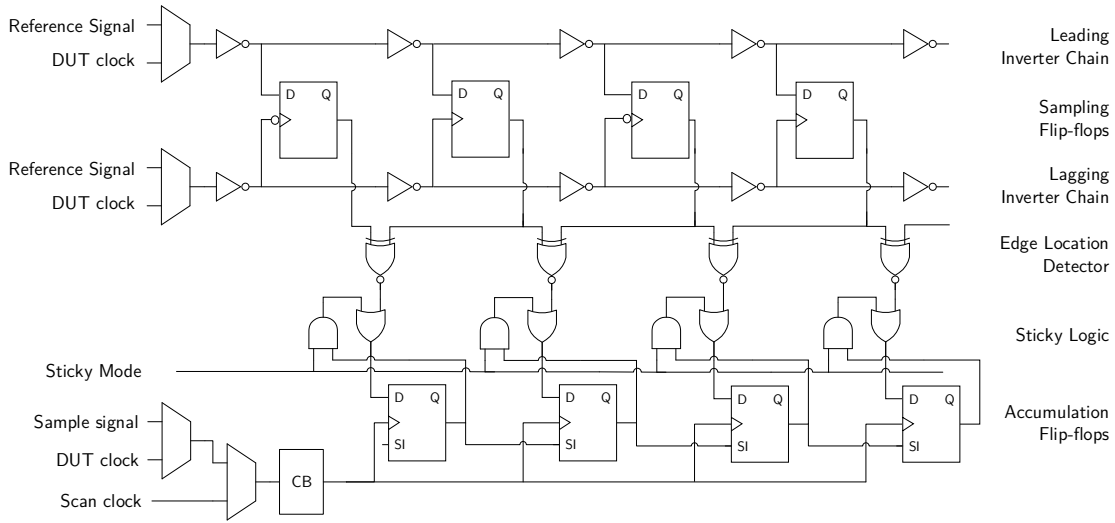 Reference Signal
DUT clock
Leading
Inverter Chain
D Q
D Q
D Q
D Q
Sampling
Flip-flops
Reference Signal
DUT clock
Lagging
Inverter Chain
Edge Location
Detector
Sticky Logic
Sticky Mode
D Q
SI
D Q
SI
D Q
SI
D Q
SI
Accumulation
Flip-flops
Sample signal
DUT clock
Scan clock
CB